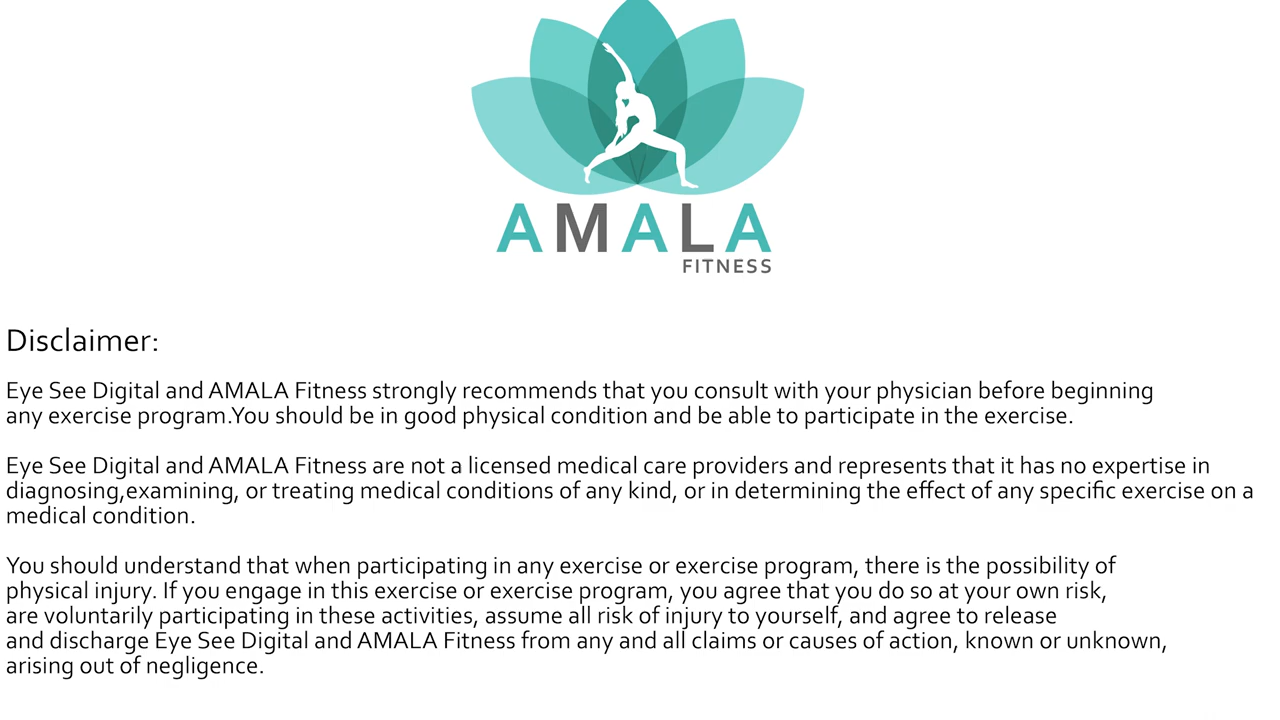 AMALA
FITNESS
Disclaimer:
Eye See Digital and AMALA Fitness strongly recommends that you consult with your physician before beginning
any exercise program.You should be in good physical condition and be able to participate in the exercise.
Eye See Digital and AMALA Fitness are not a licensed medical care providers and represents that it has no expertise in
diagnosing,examining, or treating medical conditions of any kind, or in determining the effect of any specific exercise on a
medical condition.
You should understand that when participating in any exercise or exercise program, there is the possibility of
physical injury. If you engage in this exercise or exercise program, you agree that you do so at your own risk,
are voluntarily participating in these activities, assume all risk of injury to yourself, and agree to release
and discharge Eye See Digital and AMALA Fitness from any and all claims or causes of action, known or unknown,
arising out of negligence.